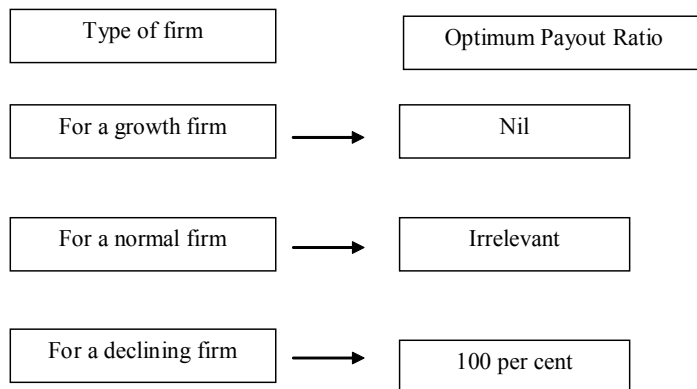 Type of firm
Optimum Payout Ratio
For a growth firm
Nil
For a normal firm
Irrelevant
For a declining firm
100 per cent